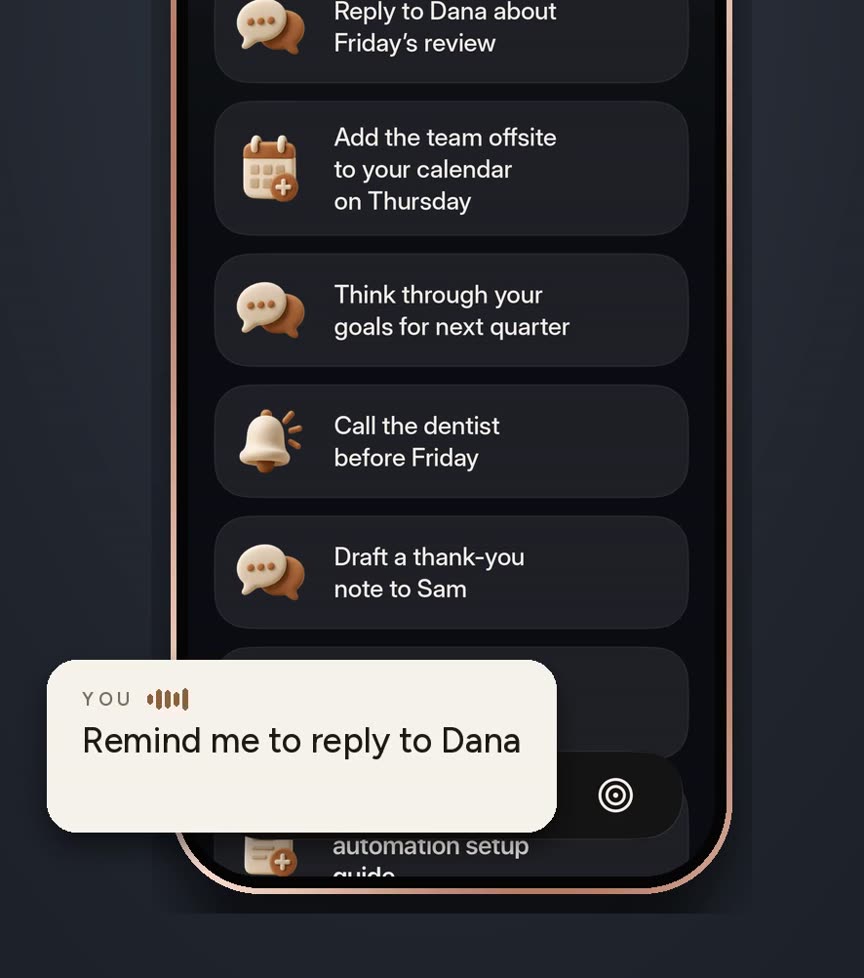 Reply to Dana about
Friday’s review
Add the team offsite
to your calendar
on Thursday
Think through your
goals for next quarter
Call the dentist
before Friday
Draft a thank-you
note to Sam
YOU
Remind me to reply to Dana
automation setup
guide